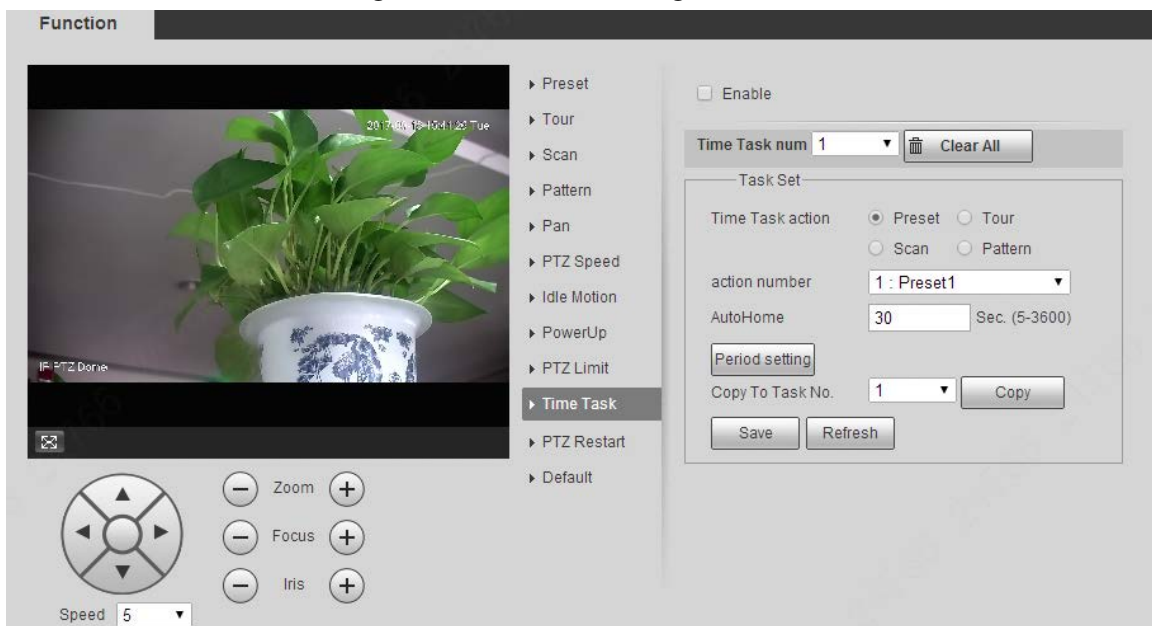 Function
Tue
IP PTZ Dome
Zoom
Focus
Iris
Speed 5
Preset
Tour
Scan
Pattern
Pan
PTZ Speed
Idle Motion
PowerUp
PTZ Limit
Time Task
PTZ Restart
Default
Enable
Time Task num 1 Clear All
Task Set
Time Task action Preset Tour
Scan Pattern
action number 1 : Preset1
AutoHome 30 Sec. (5-3600)
Period setting
Copy To Task No. 1 Copy
Save Refresh